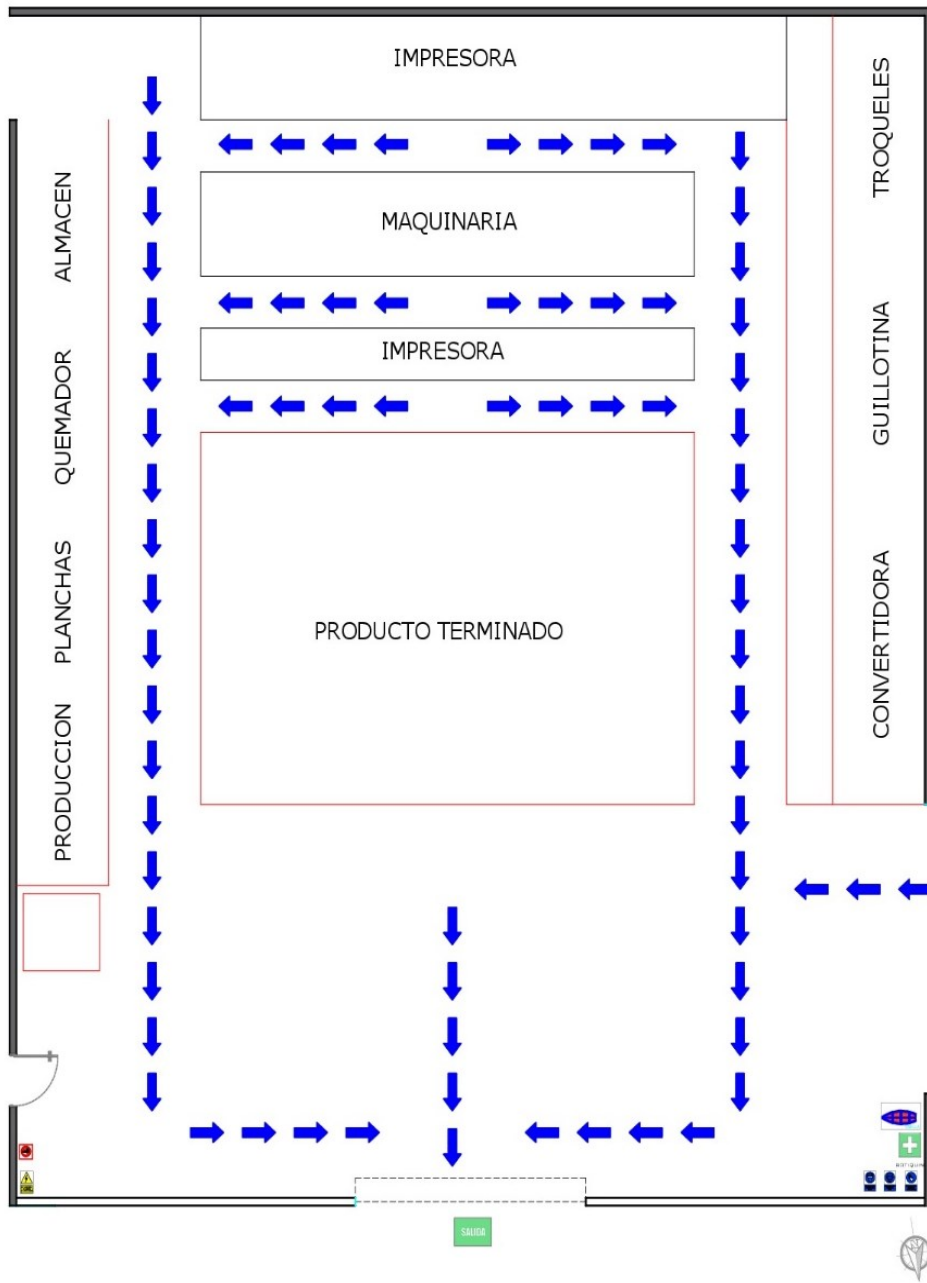 IMPRESORA
TROQUELES
MAQUINARIA
ALMACEN
IMPRESORA
GUILLOTINA
QUEMADOR
PRODUCTO TERMINADO
PLANCHAS
CONVERTIDORA
PRODUCCION
SALIDA